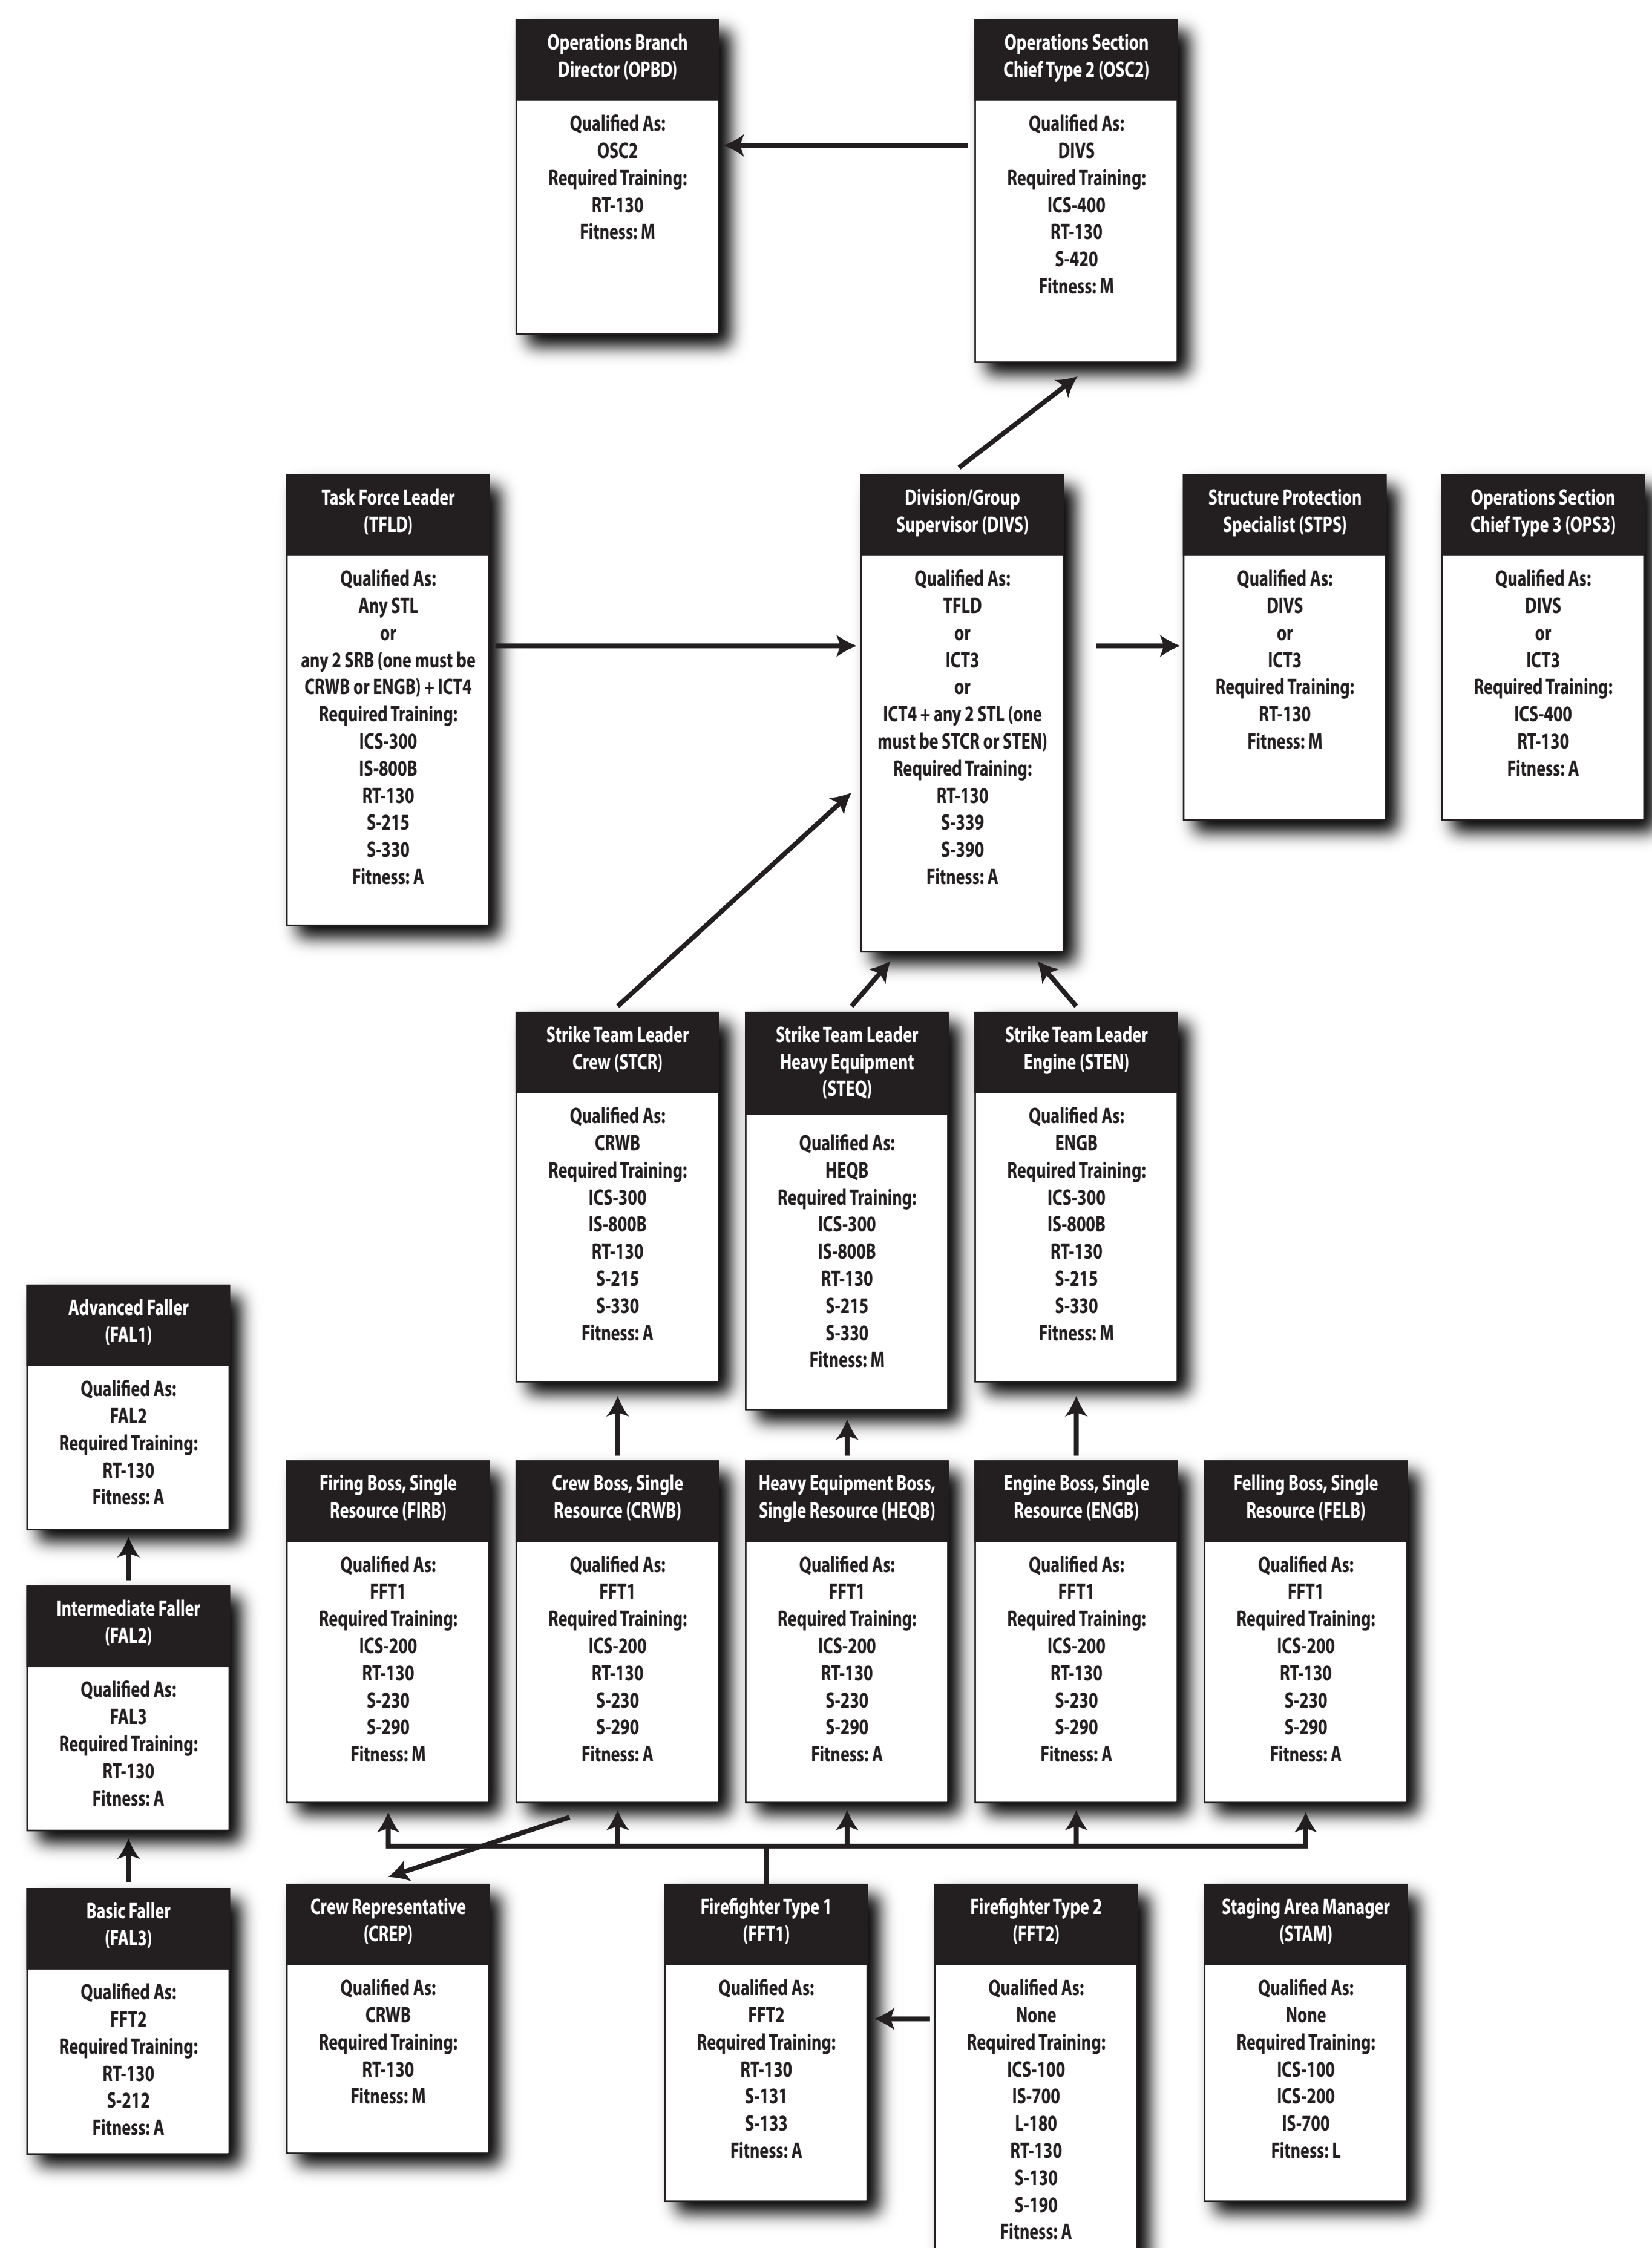 Operations Branch
Director (OPBD)
Qualified As:
OSC2
Required Training:
RT-130
Fitness: M
Operations Section
Chief Type 2 (OSC2)
Qualified As:
DIVS
Required Training:
ICS-400
RT-130
S-420
Fitness: M
Task Force Leader
(TFLD)
Qualified As:
Any STL
or
any 2 SRB (one must be
CRWB or ENGB) + ICT4
Required Training:
ICS-300
IS-800B
RT-130
S-215
S-330
Fitness: A
Division/Group
Supervisor (DIVS)
Qualified As:
TFLD
or
ICT3
or
ICT4 + any 2 STL (one
must be STCR or STEN)
Required Training:
RT-130
S-339
S-390
Fitness: A
Structure Protection
Specialist (STPS)
Qualified As:
DIVS
or
ICT3
Required Training:
RT-130
Fitness: M
Operations Section
Chief Type 3 (OPS3)
Qualified As:
DIVS
or
ICT3
Required Training:
ICS-400
RT-130
Fitness: A
Strike Team Leader
Crew (STCR)
Qualified As:
CRWB
Required Training:
ICS-300
IS-800B
RT-130
S-215
S-330
Fitness: A
Strike Team Leader
Heavy Equipment
(STEQ)
Qualified As:
HEQB
Required Training:
ICS-300
IS-800B
RT-130
S-215
S-330
Fitness: M
Strike Team Leader
Engine (STEN)
Qualified As:
ENGB
Required Training:
ICS-300
IS-800B
RT-130
S-215
S-330
Fitness: M
Advanced Faller
(FAL1)
Qualified As:
FAL2
Required Training:
RT-130
Fitness: A
Firing Boss, Single
Resource (FIRB)
Qualified As:
FFT1
Required Training:
ICS-200
RT-130
S-230
S-290
Fitness: M
Crew Boss, Single
Resource (CRWB)
Qualified As:
FFT1
Required Training:
ICS-200
RT-130
S-230
S-290
Fitness: A
Heavy Equipment Boss,
Single Resource (HEQB)
Qualified As:
FFT1
Required Training:
ICS-200
RT-130
S-230
S-290
Fitness: A
Engine Boss, Single
Resource (ENGB)
Qualified As:
FFT1
Required Training:
ICS-200
RT-130
S-230
S-290
Fitness: A
Felling Boss, Single
Resource (FELB)
Qualified As:
FFT1
Required Training:
ICS-200
RT-130
S-230
S-290
Fitness: A
Intermediate Faller
(FAL2)
Qualified As:
FAL3
Required Training:
RT-130
Fitness: A
Basic Faller
(FAL3)
Qualified As:
FFT2
Required Training:
RT-130
S-212
Fitness: A
Crew Representative
(CREP)
Qualified As:
CRWB
Required Training:
RT-130
Fitness: M
Firefighter Type 1
(FFT1)
Qualified As:
FFT2
Required Training:
RT-130
S-131
S-133
Fitness: A
Firefighter Type 2
(FFT2)
Qualified As:
None
Required Training:
ICS-100
IS-700
L-180
RT-130
S-130
S-190
Fitness: A
Staging Area Manager
(STAM)
Qualified As:
None
Required Training:
ICS-100
ICS-200
IS-700
Fitness: L